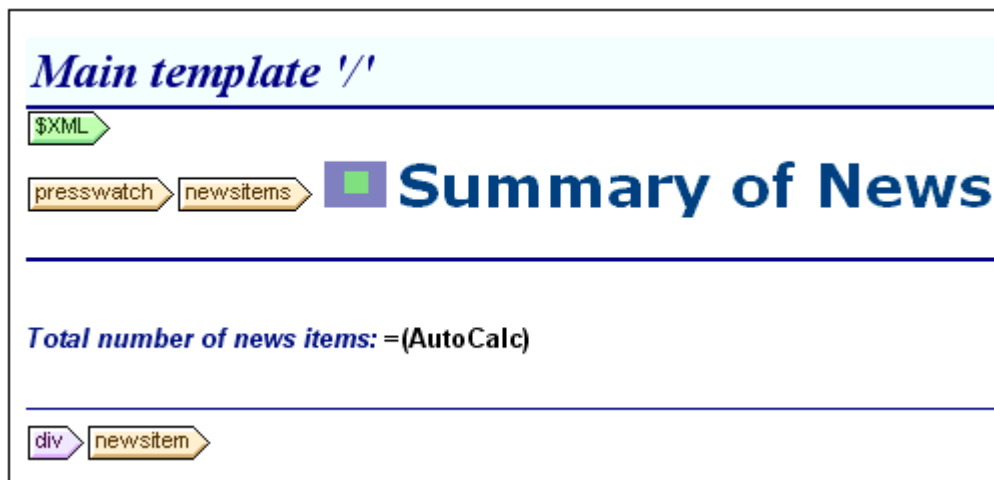 Main template '/'
$XML
presswatch newsitems Summary of News
Total number of news items: =(AutoCalc)
div newsitem